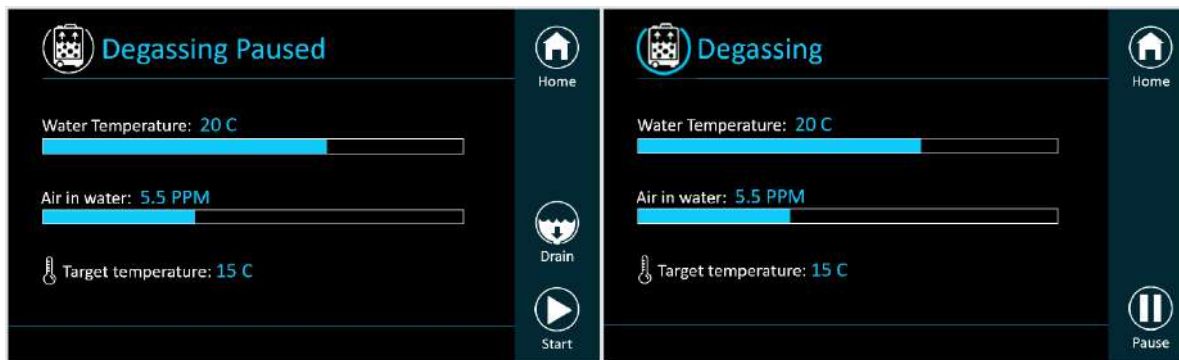 Degassing Paused
Home
Water Temperature: 20 C
Air in water: 5.5 PPM
Drain
Target temperature: 15 C
Start
Degassing
Home
Water Temperature: 20 C
Air in water: 5.5 PPM
Target temperature: 15 C
Pause